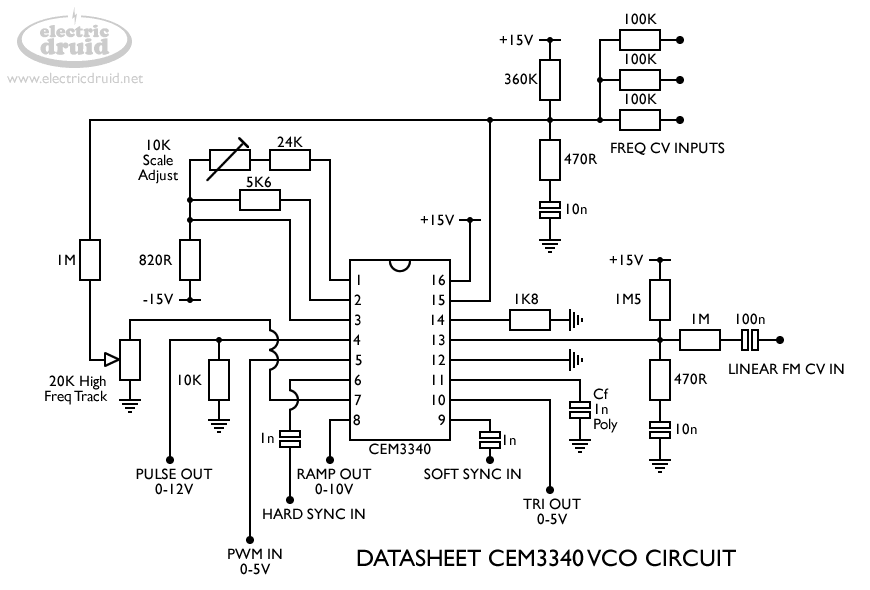 electric
druid
www.electricdruid.net
+15V
360K
100K
100K
100K
FREQ CV INPUTS
470R
10n
10K
Scale
Adjust
24K
5K6
1M
820R
-15V
+15V
1 16
2 15
3 14
4 13
5 12
6 11
7 10
8 9
CEM3340
1K8
+15V
1M5
1M
100n
LINEAR FM CV IN
470R
10n
20K High
Freq Track
10K
1n
Cf
1n
Poly
1n
PULSE OUT
0-12V
RAMP OUT
0-10V
SOFT SYNC IN
HARD SYNC IN
TRI OUT
0-5V
PWM IN
0-5V
DATASHEET CEM3340 VCO CIRCUIT